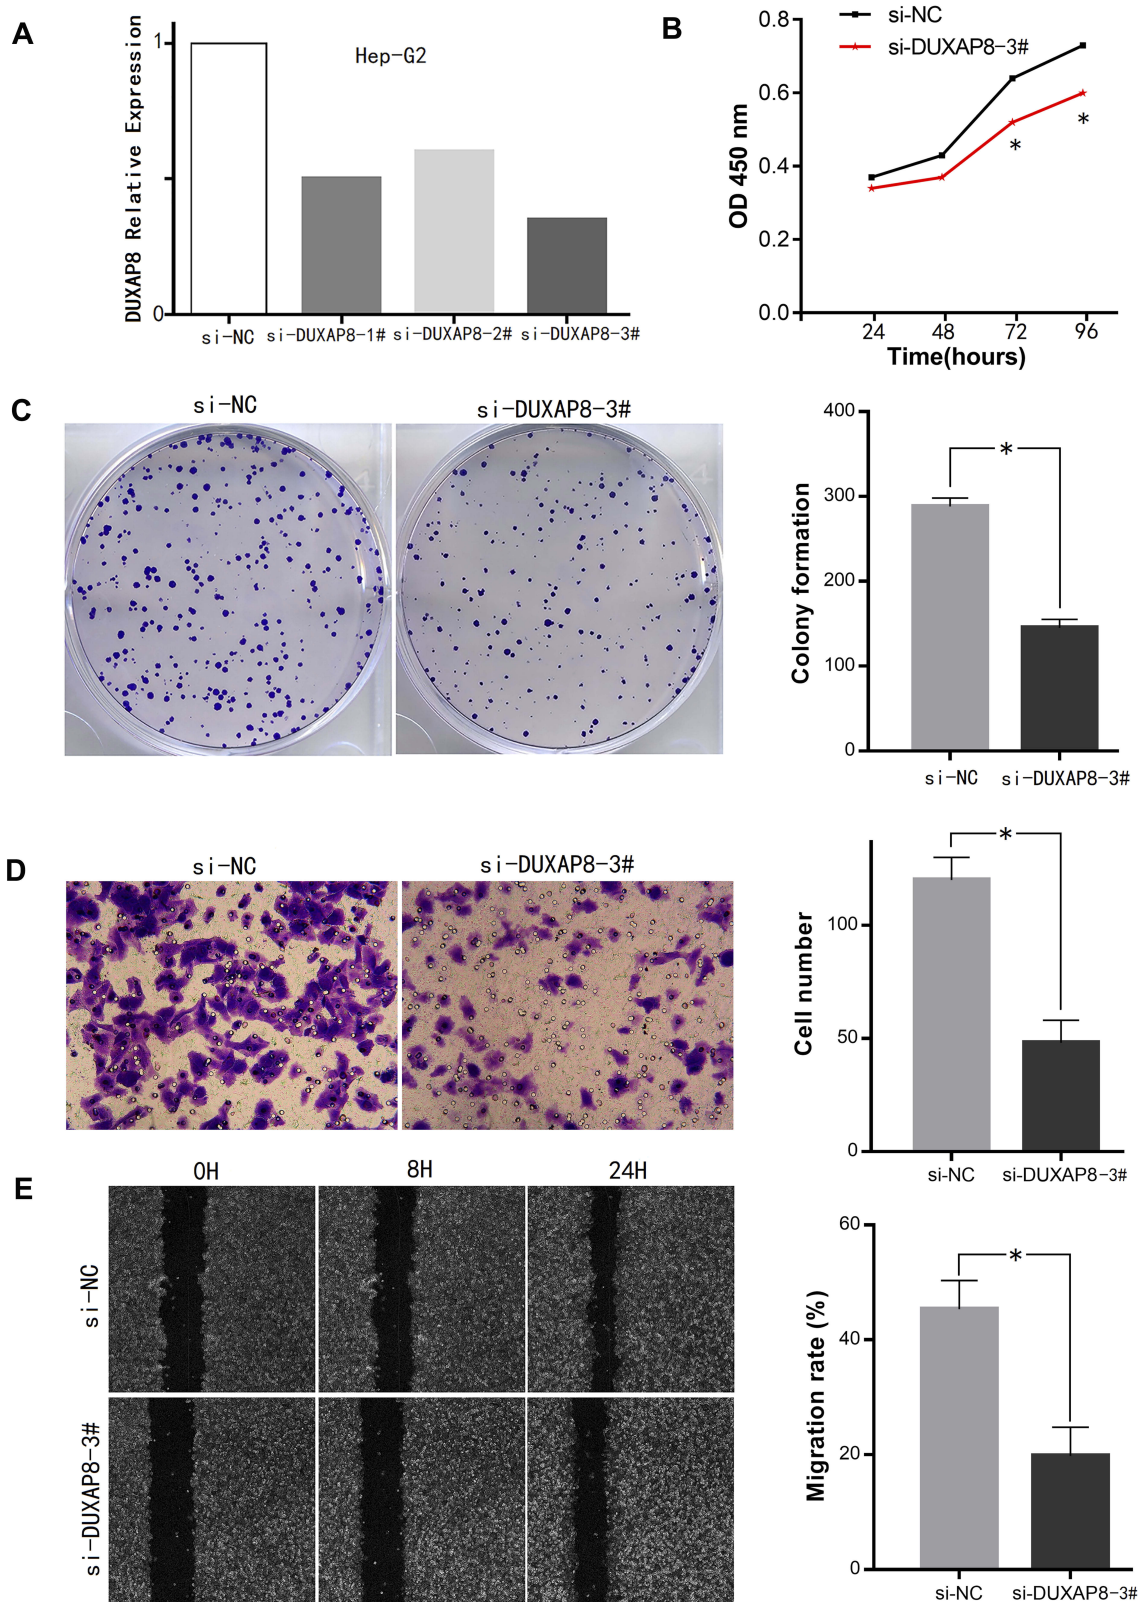 A
DUXAP8 Relative Expression
Hep-G2
1
0
si-NC si-DUXAP8-1# si-DUXAP8-2# si-DUXAP8-3#
B
si-NC
si-DUXAP8-3#
OD 450 nm
0.8
0.6
0.4
0.2
0.0
*
*
24 48 72 96
Time(hours)
C
si-NC si-DUXAP8-3#
Colony formation
400
300
200
100
0
*
si-NC si-DUXAP8-3#
D
si-NC si-DUXAP8-3#
Cell number
100
50
0
*
si-NC si-DUXAP8-3#
E
0H 8H 24H
si-NC
si-DUXAP8-3#
Migration rate (%)
60
40
20
0
*
si-NC si-DUXAP8-3#